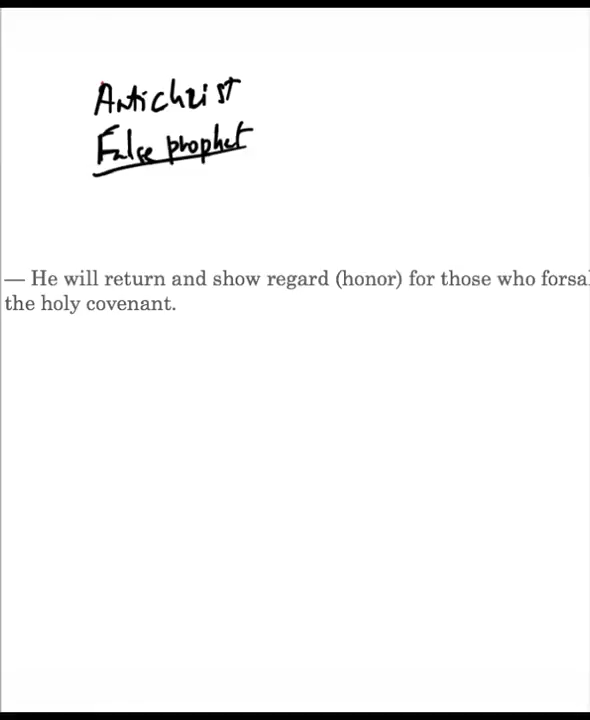 Antichrist
False prophet
— He will return and show regard (honor) for those who forsa
the holy covenant.